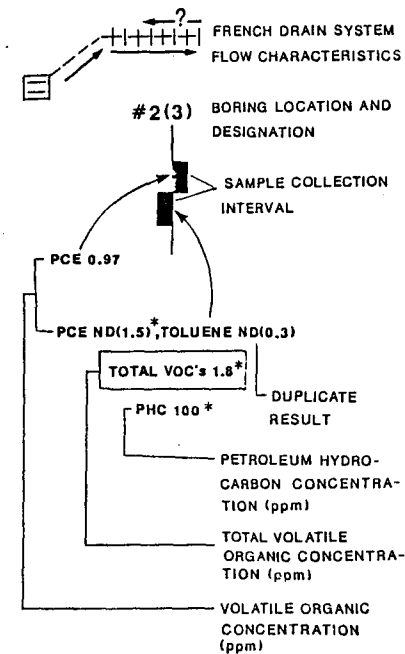 ?
FRENCH DRAIN SYSTEM
FLOW CHARACTERISTICS
#2(3)
BORING LOCATION AND
DESIGNATION
SAMPLE COLLECTION
INTERVAL
PCE 0.97
PCE ND(1.5)*,TOLUENE ND(0.3)
TOTAL VOC's 1.8*
DUPLICATE
RESULT
PHC 100*
PETROLEUM HYDRO-
CARBON CONCENTRA-
TION (ppm)
TOTAL VOLATILE
ORGANIC CONCENTRA-
TION (ppm)
VOLATILE ORGANIC
CONCENTRATION
(ppm)